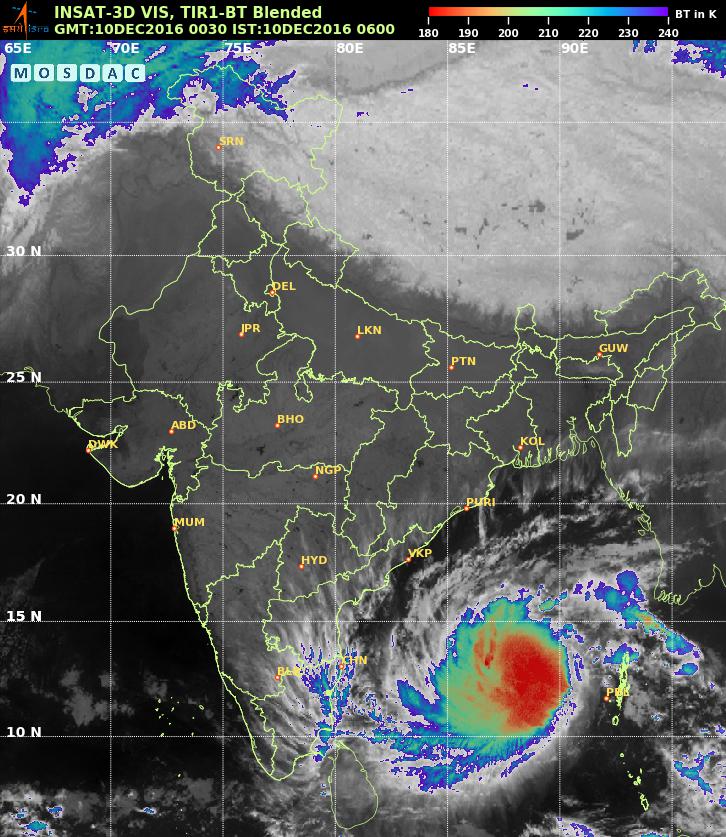 INSAT-3D VIS, TIR1-BT Blended
GMT:10DEC2016 0030 IST:10DEC2016 0600
BT in K
180 190 200 210 220 230 240
65E 70E 75E 80E 85E 90E
MOSDAC
SRN
30 N
DEL
JPR
LKN
GUW
PTN
25 N
BHO
ABD
DWK
KOL
NGP
20 N
PURI
MUM
VKP
HYD
15 N
CHN
PBL
10 N